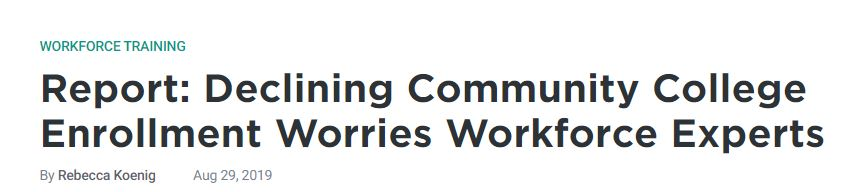 WORKFORCE TRAINING
Report: Declining Community College
Enrollment Worries Workforce Experts
By Rebecca Koenig Aug 29, 2019